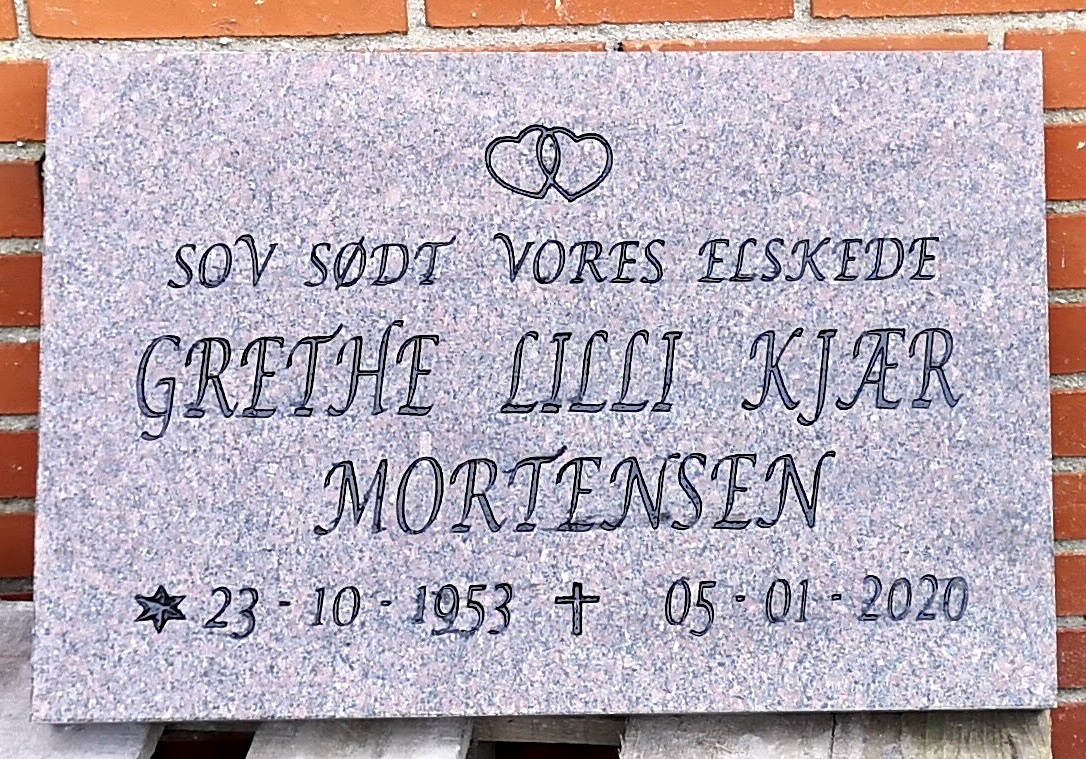 SOV SØDT VORES ELSKEDE
GRETHE LILLI KJÆR
MORTENSEN
23 - 10 - 1953 05 - 01 - 2020